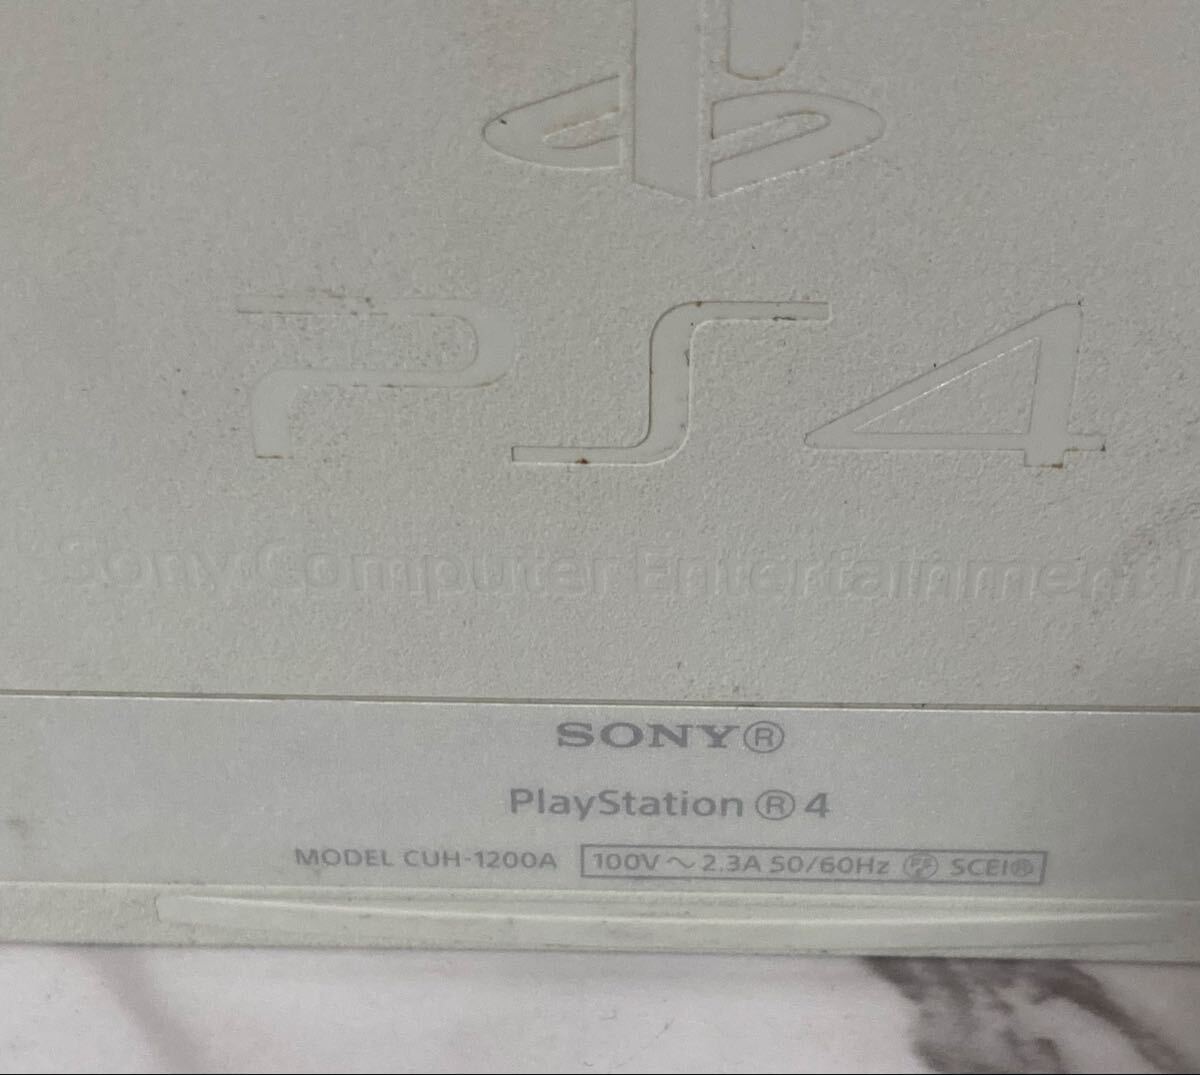 PS4
Sony Computer Entertainment
SONY®
PlayStation ® 4
MODEL CUH-1200A 100V～2.3A 50/60Hz SCEI®